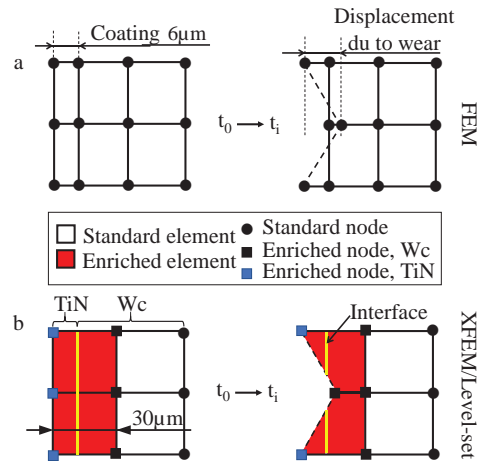 Displacement
du to wear
Coating 6μm
a
t0 → ti
FEM
Standard element
Enriched element
Standard node
Enriched node, Wc
Enriched node, TiN
b
TiN
Wc
Interface
t0 → ti
30μm
XFEM/Level-set